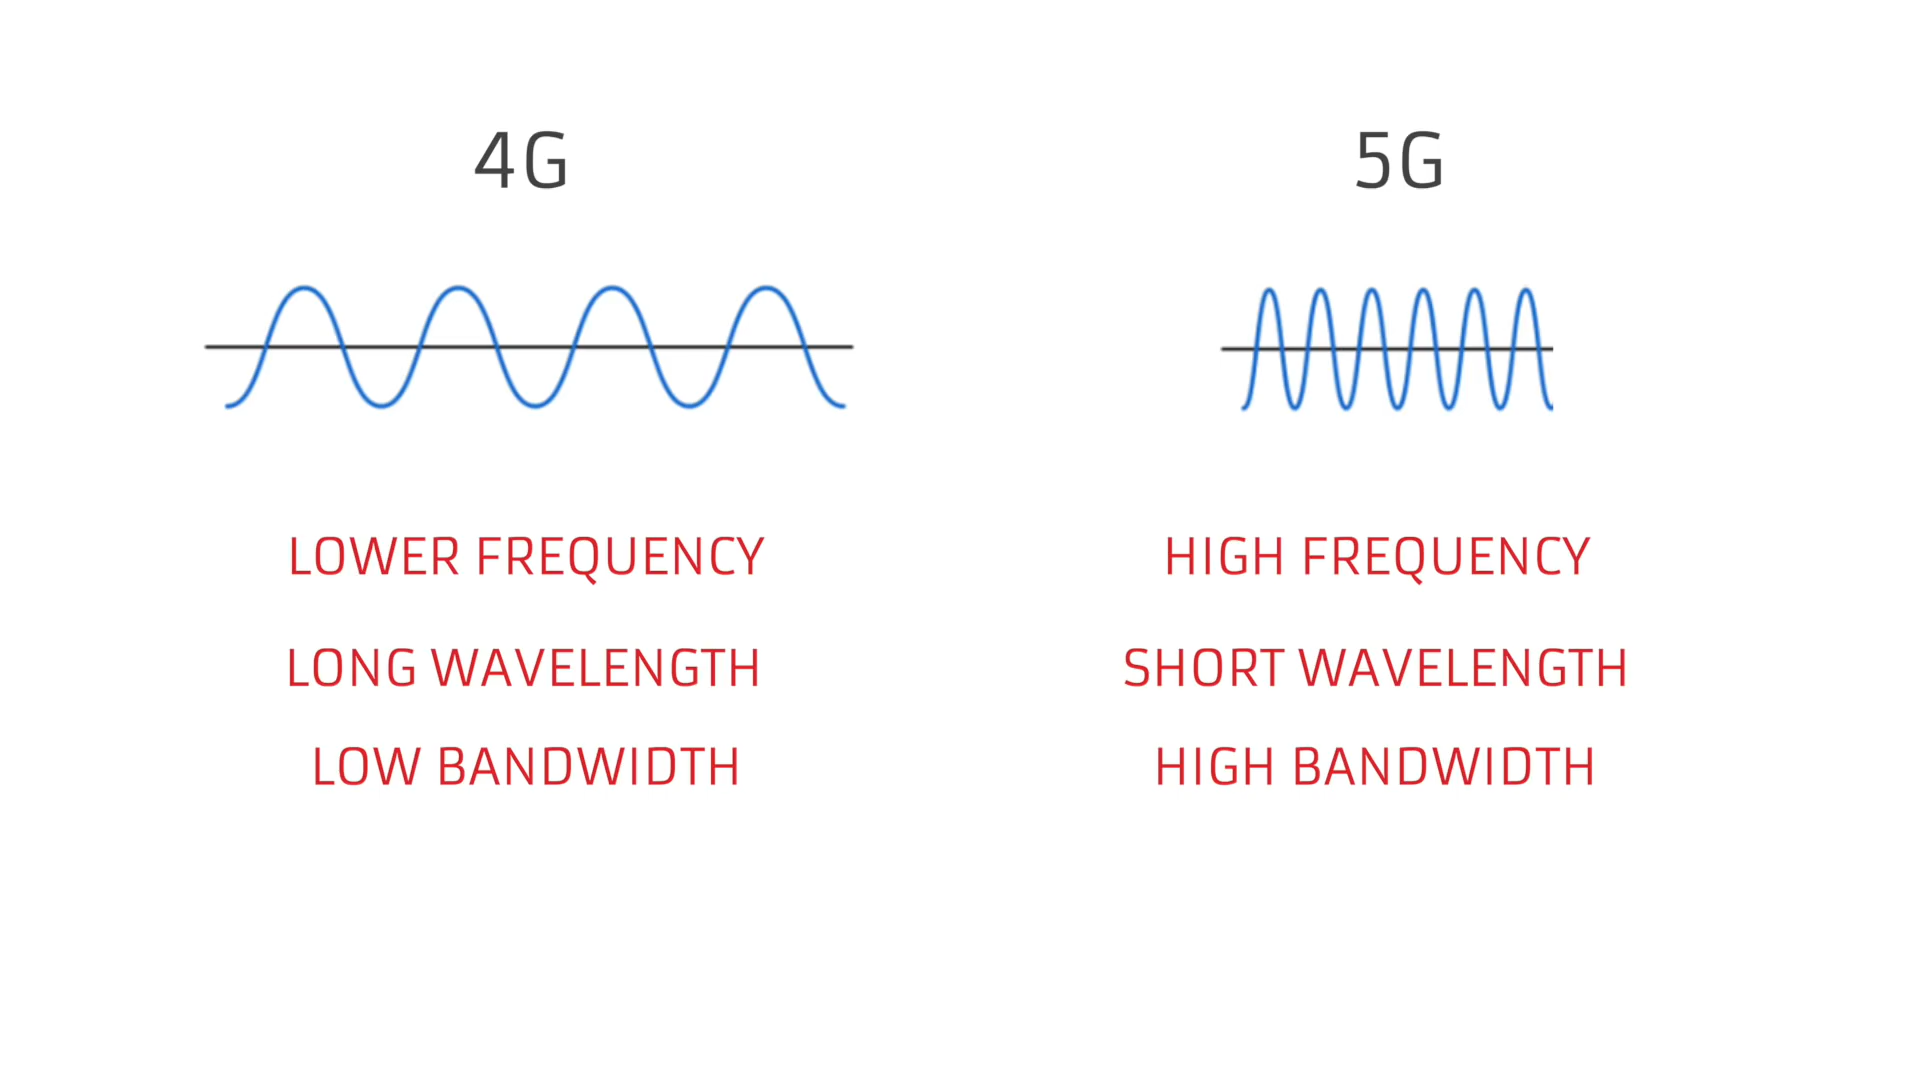 4G
LOWER FREQUENCY
LONG WAVELENGTH
LOW BANDWIDTH
5G
HIGH FREQUENCY
SHORT WAVELENGTH
HIGH BANDWIDTH